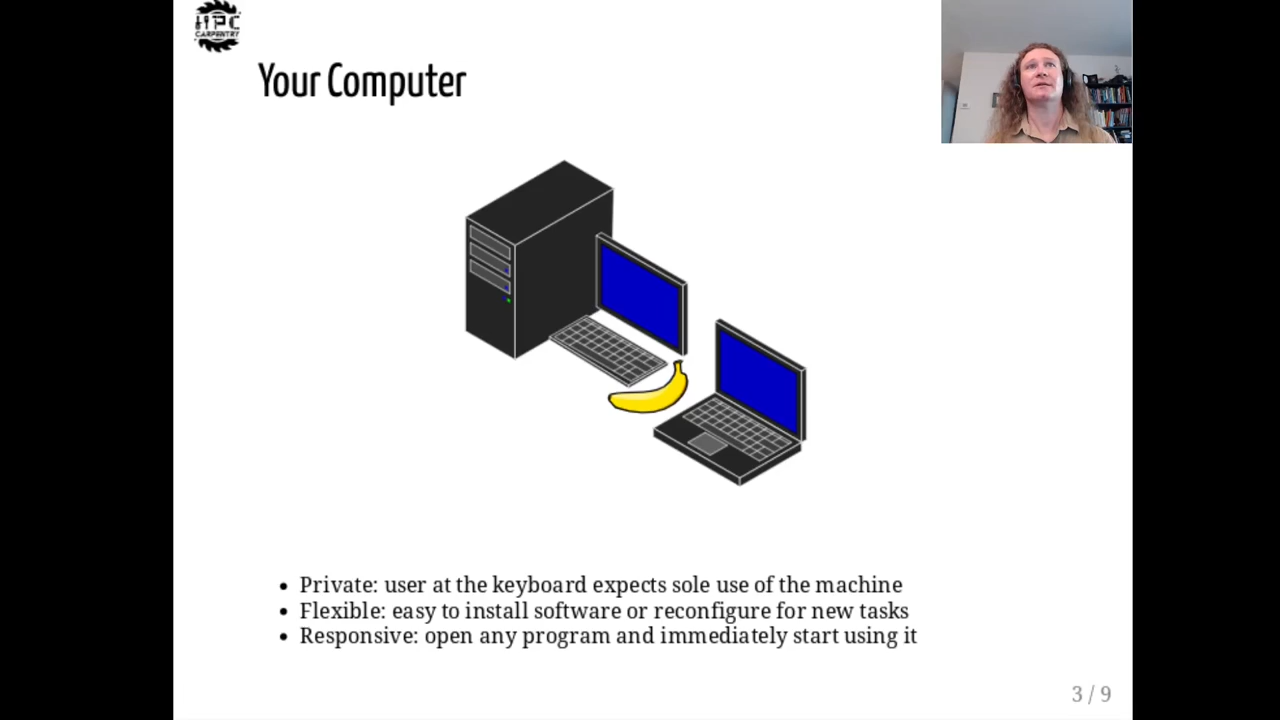 HPC
CARPENTRY
Your Computer
• Private: user at the keyboard expects sole use of the machine
• Flexible: easy to install software or reconfigure for new tasks
• Responsive: open any program and immediately start using it
3 / 9